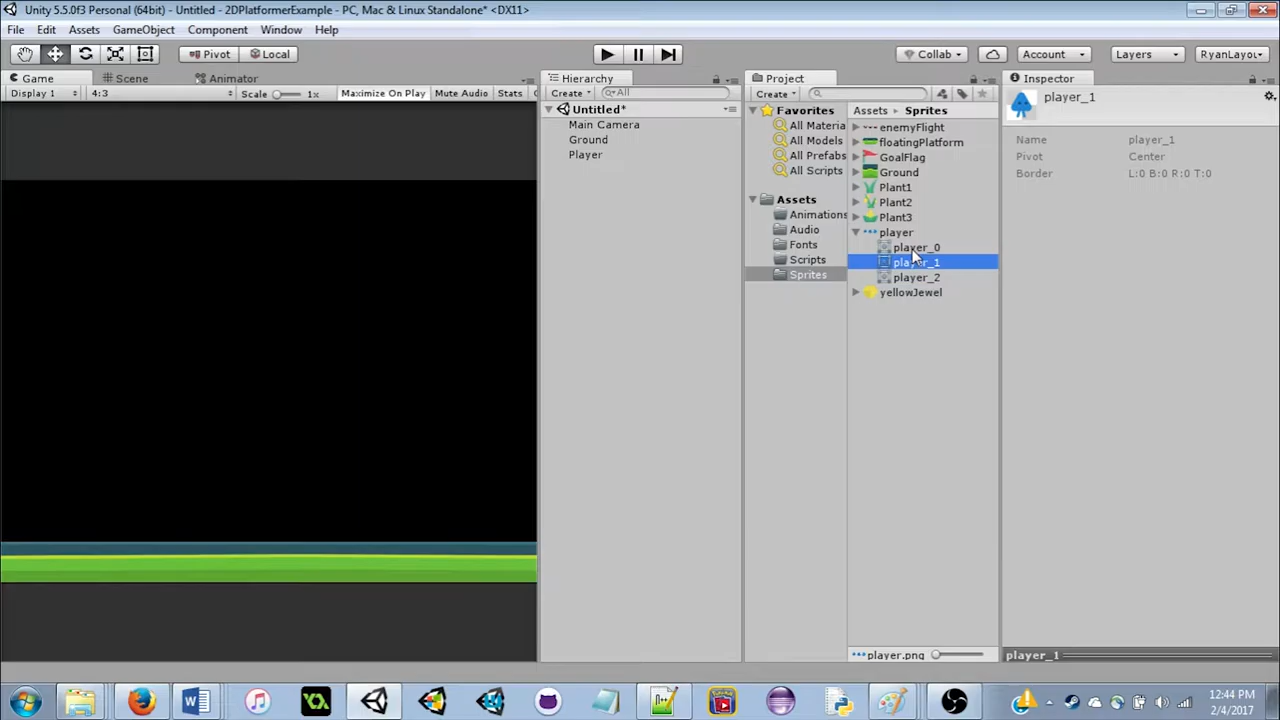 Unity 5.5.0f3 Personal (64bit) - Untitled - 2DPlatformerExample - PC, Mac & Linux Standalone* <DX11>
File Edit Assets GameObject Component Window Help
Pivot Local Collab Account Layers RyanLayou
Game Scene Animator Hierarchy Project Inspector
Display 1 4:3 Scale 1x Maximize On Play Mute Audio Stats Create All Create player_1
Untitled* Favorites Assets Sprites
Main Camera All Materia enemyFlight
Ground All Models floatingPlatform Name player_1
Player All Prefabs GoalFlag Pivot Center
All Scripts Ground Border L:0 B:0 R:0 T:0
Plant1
Assets Plant2
Animations Plant3
Audio player
Fonts player_0
Scripts player_1
Sprites player_2
yellowJewel
player.png player_1
12:44 PM
2/4/2017